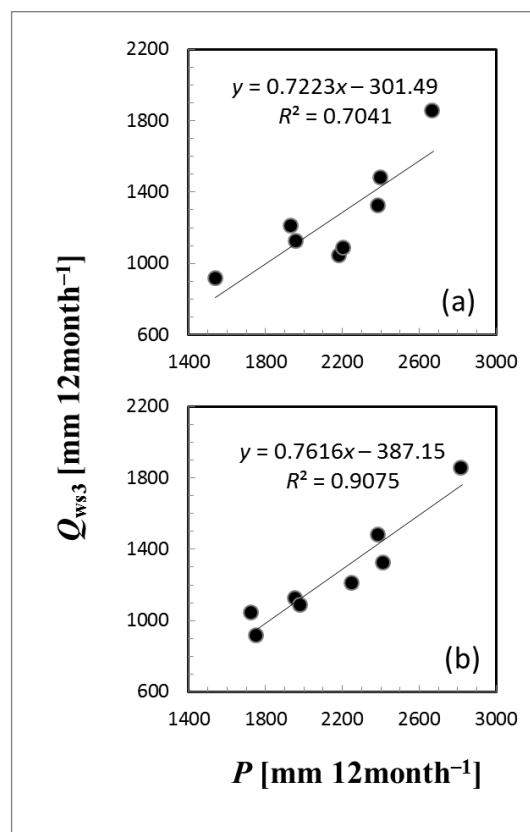 2200
1800
1400
1000
600
y = 0.7223x – 301.49
R² = 0.7041
(a)
1400 1800 2200 2600 3000
2200
1800
1400
1000
600
y = 0.7616x – 387.15
R² = 0.9075
(b)
1400 1800 2200 2600 3000
Qws3 [mm 12month⁻¹]
P [mm 12month⁻¹]